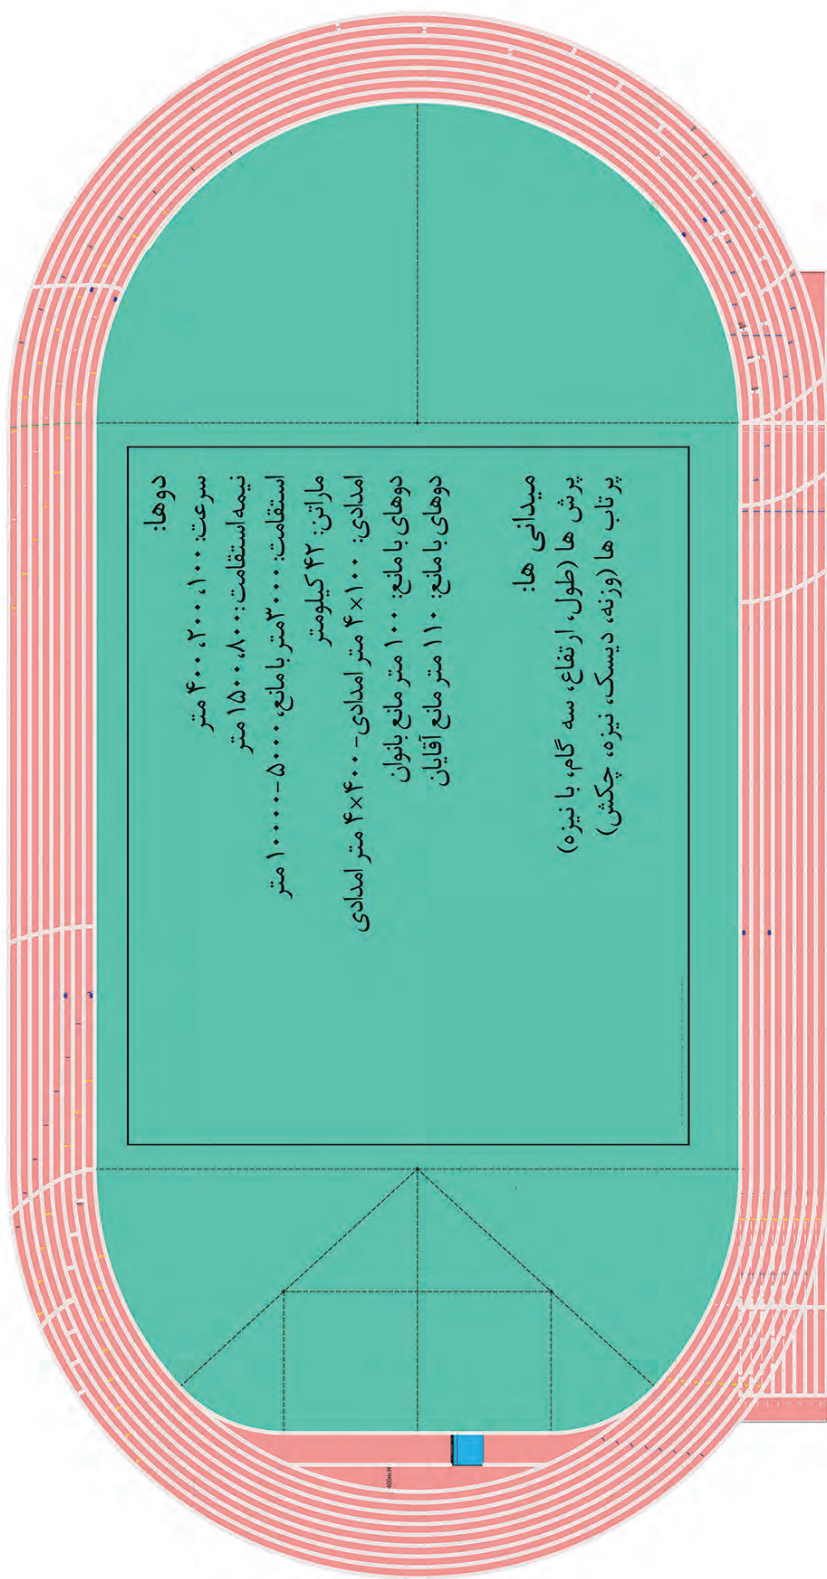 دوها:
سرعت: ۱۰۰، ۲۰۰، ۴۰۰ متر
نیمه استقامت: ۸۰۰، ۱۵۰۰ متر
استقامت: ۳۰۰۰ متر با مانع، ۵۰۰۰-۱۰۰۰۰ متر
ماراتن: ۴۲ کیلومتر
امدادی: ۱۰۰×۴ متر امدادی- ۴۰۰×۴ متر امدادی
دوهای با مانع: ۱۰۰ متر مانع بانوان
دوهای با مانع: ۱۱۰ متر مانع آقایان
میدانی ها:
پرش ها (طول، ارتفاع، سه گام، با نیزه)
پرتاب ها (وزنه، دیسک، نیزه، چکش)